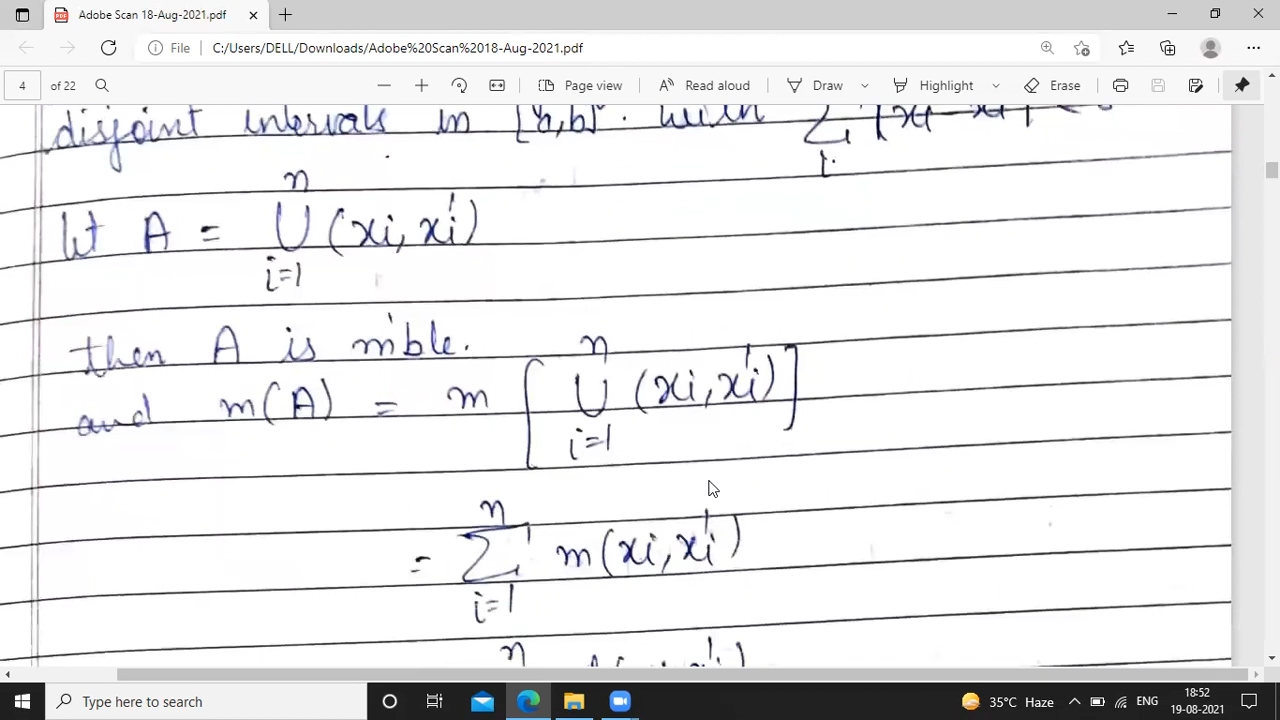 Adobe Scan 18-Aug-2021.pdf
File C:/Users/DELL/Downloads/Adobe%20Scan%2018-Aug-2021.pdf
4 of 22 Page view Read aloud Draw Highlight Erase
disjoint intervals in [a,b]. with ∑
i
n
let A = ⋃ (xi, xi')
i=1
then A is m'ble.
n
and m(A) = m [ ⋃ (xi, xi') ]
i=1
n
= ∑ m(xi, xi')
i=1
n
Type here to search 35°C Haze ENG 18:52
19-08-2021